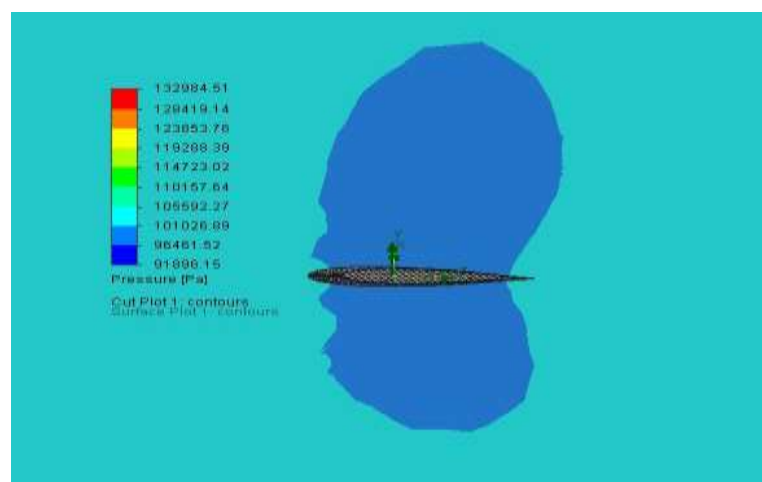 132984.51
128419.14
123853.76
119288.39
114723.02
110157.64
105592.27
101026.89
96461.52
91896.15
Pressure [Pa]
Cut Plot 1: contours
Surface Plot 1: contours
Y